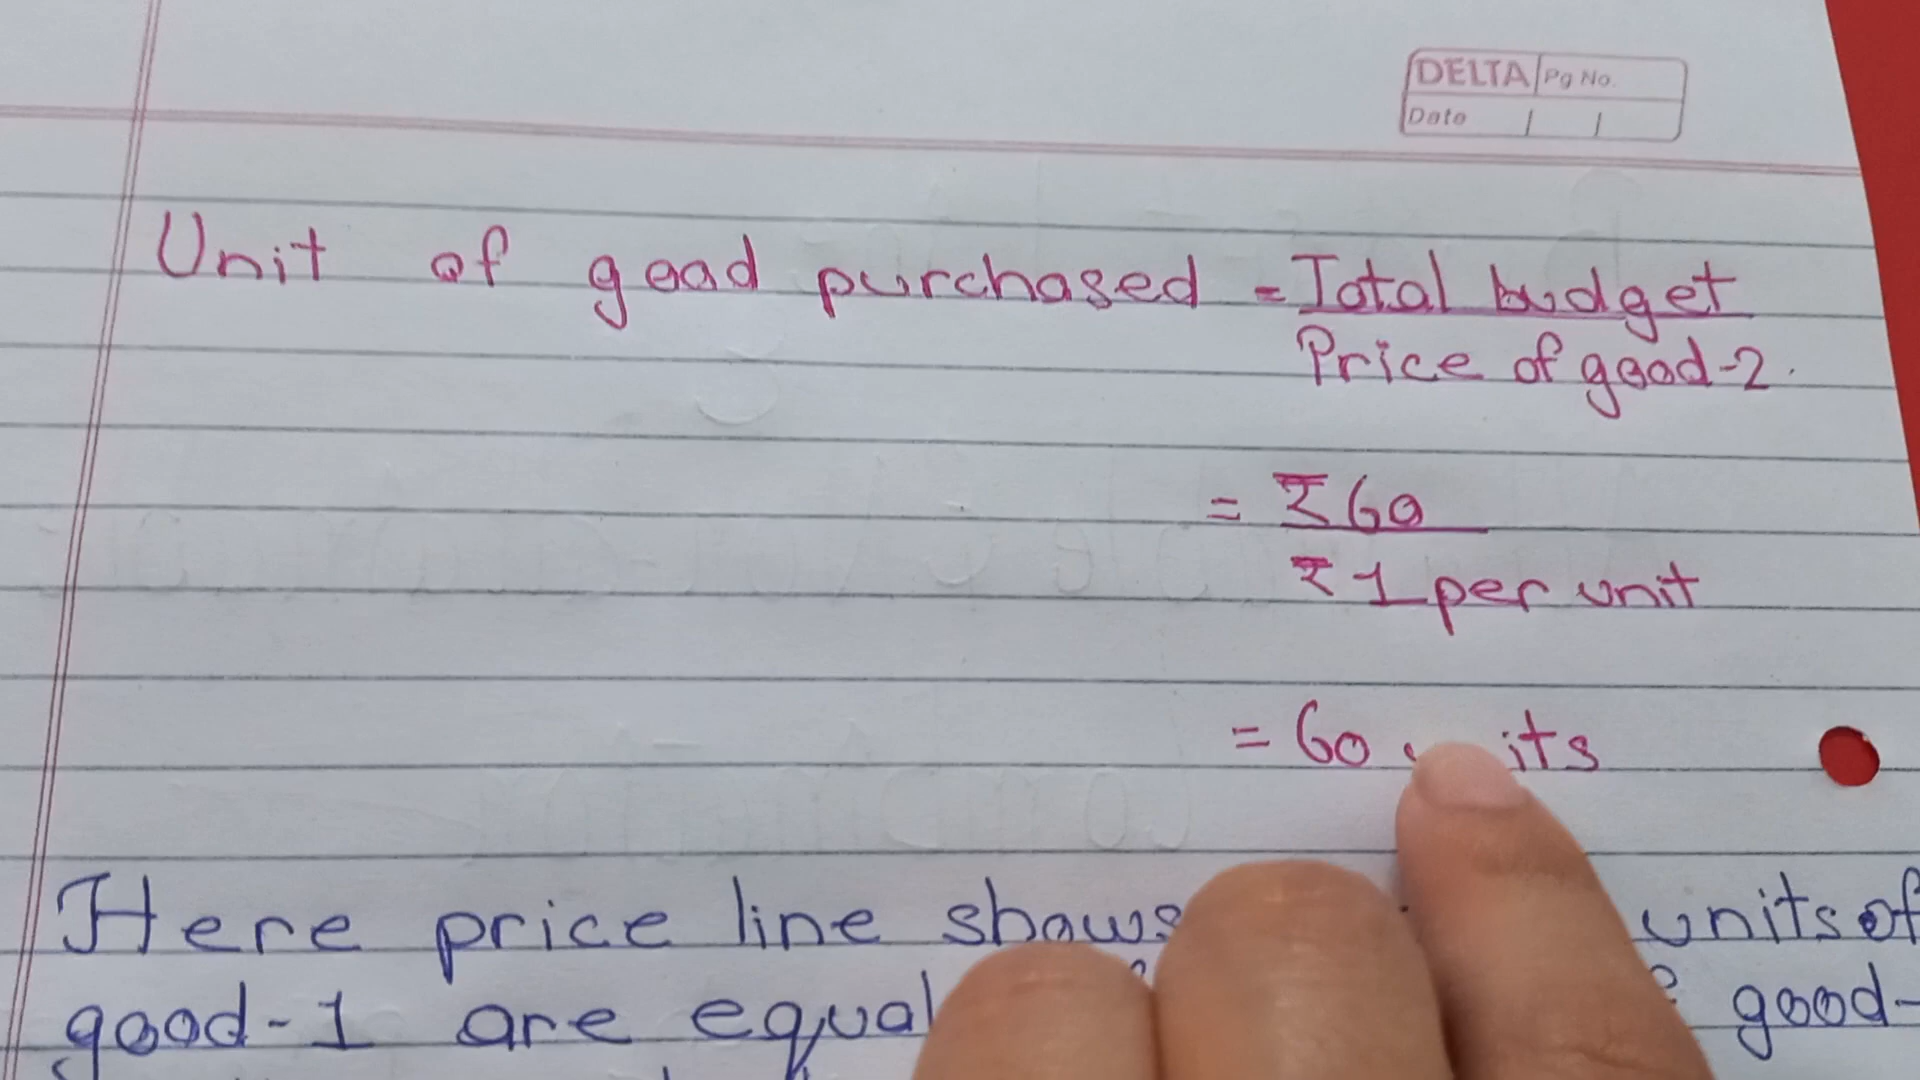 DELTA Pg No.
Date / /
Unit of good purchased = Total budget
Price of good-2.
= ₹60
₹1 per unit
= 60
Here price line shows units of
good-1 are equal good-